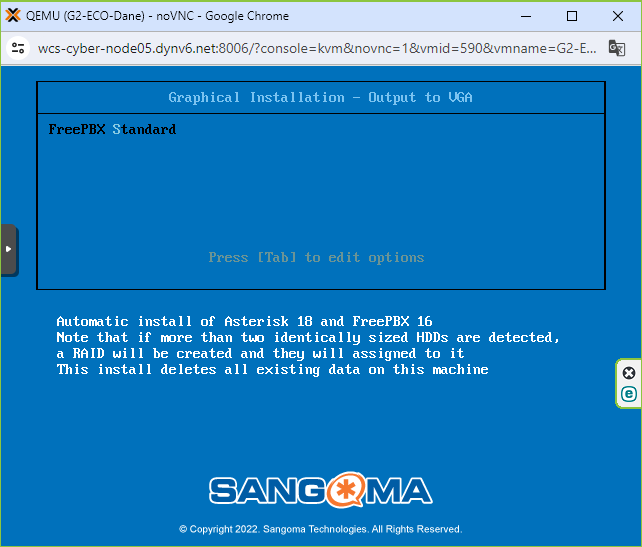 QEMU (G2-ECO-Dane) - noVNC - Google Chrome
wcs-cyber-node05.dynv6.net:8006/?console=kvm&novnc=1&vmid=590&vmname=G2-E...
Graphical Installation - Output to VGA
FreePBX Standard
Press [Tab] to edit options
Automatic install of Asterisk 18 and FreePBX 16
Note that if more than two identically sized HDDs are detected,
a RAID will be created and they will assigned to it
This install deletes all existing data on this machine
SANGOMA
© Copyright 2022. Sangoma Technologies. All Rights Reserved.